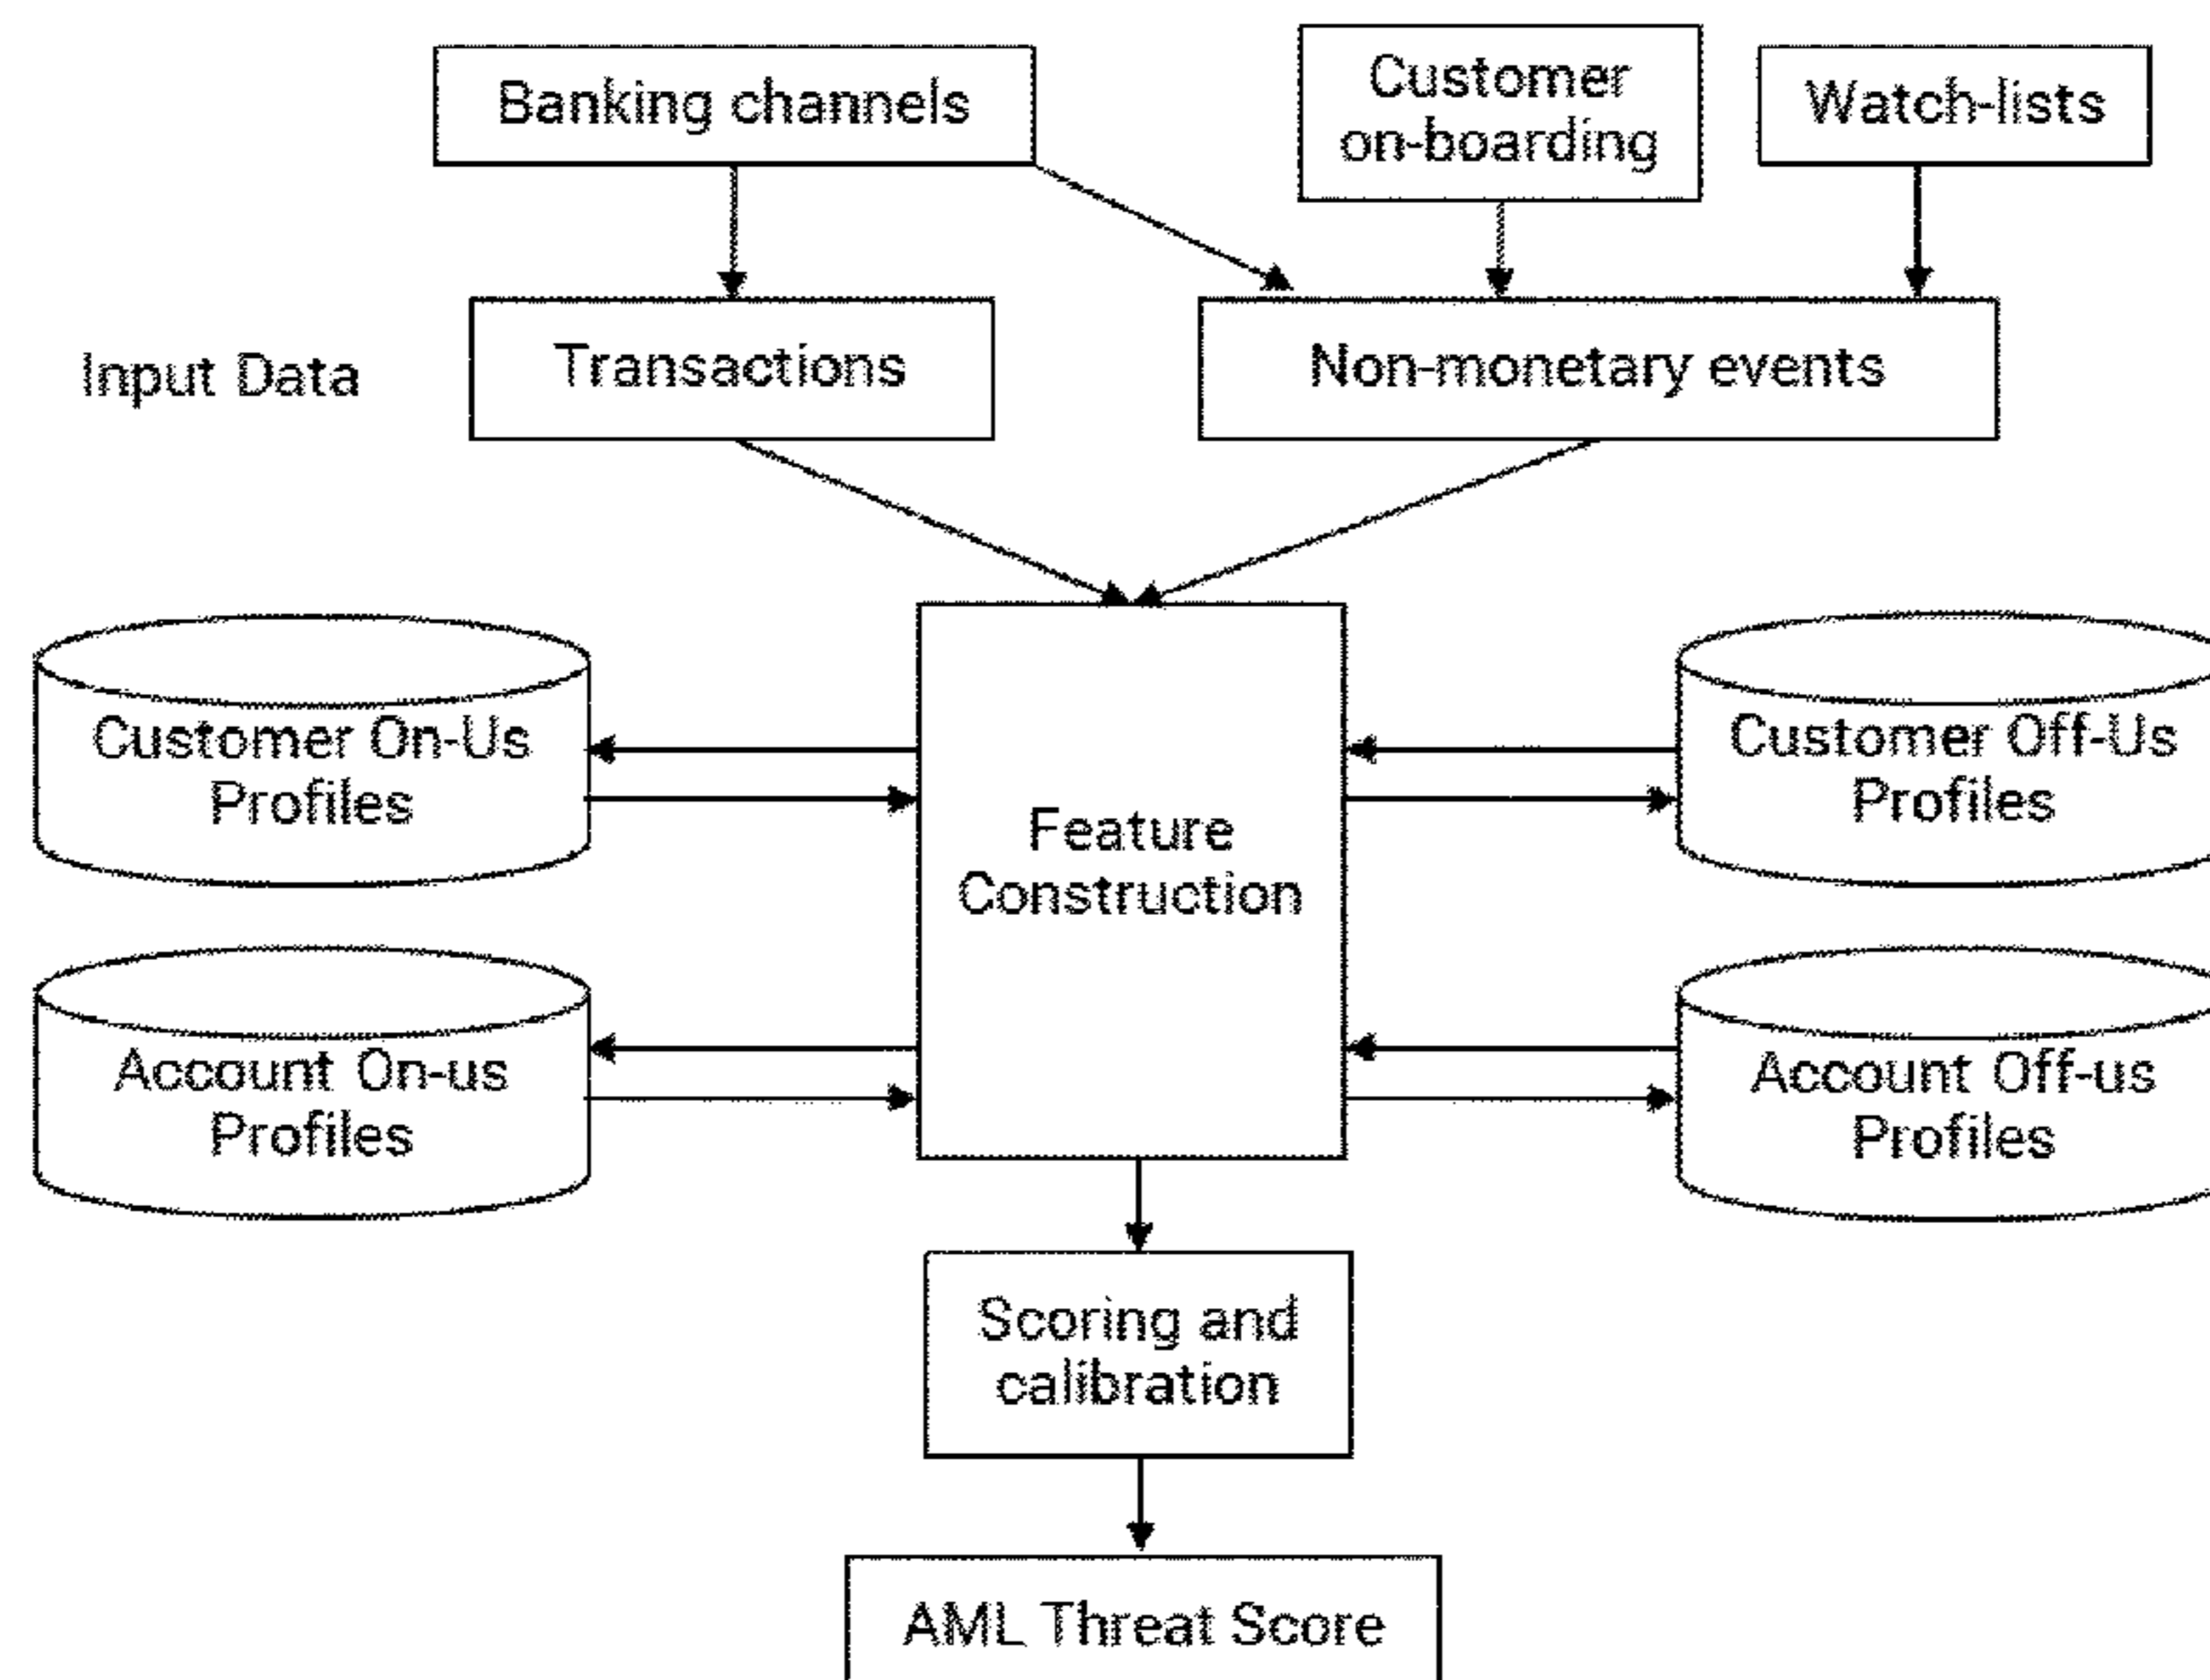 Banking channels
Customer
on-boarding
Watch-lists
Input Data
Transactions
Non-monetary events
Customer On-Us
Profiles
Feature
Construction
Customer Off-Us
Profiles
Account On-us
Profiles
Account Off-us
Profiles
Scoring and
calibration
AML Threat Score